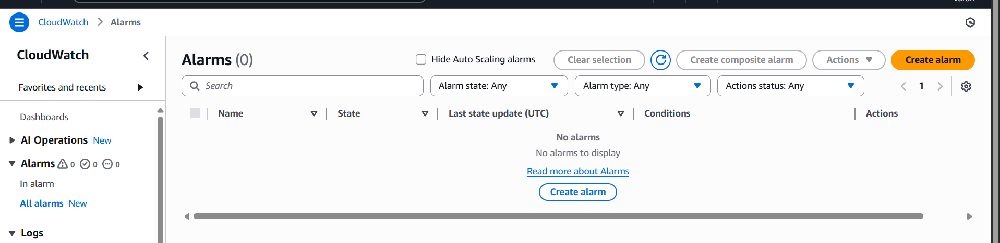 CloudWatch > Alarms
CloudWatch
Favorites and recents
Dashboards
AI Operations New
Alarms 0 0 0
In alarm
All alarms New
Logs
Alarms (0)
Hide Auto Scaling alarms Clear selection Create composite alarm Actions Create alarm
Search Alarm state: Any Alarm type: Any Actions status: Any 1
Name State Last state update (UTC) Conditions Actions
No alarms
No alarms to display
Read more about Alarms
Create alarm